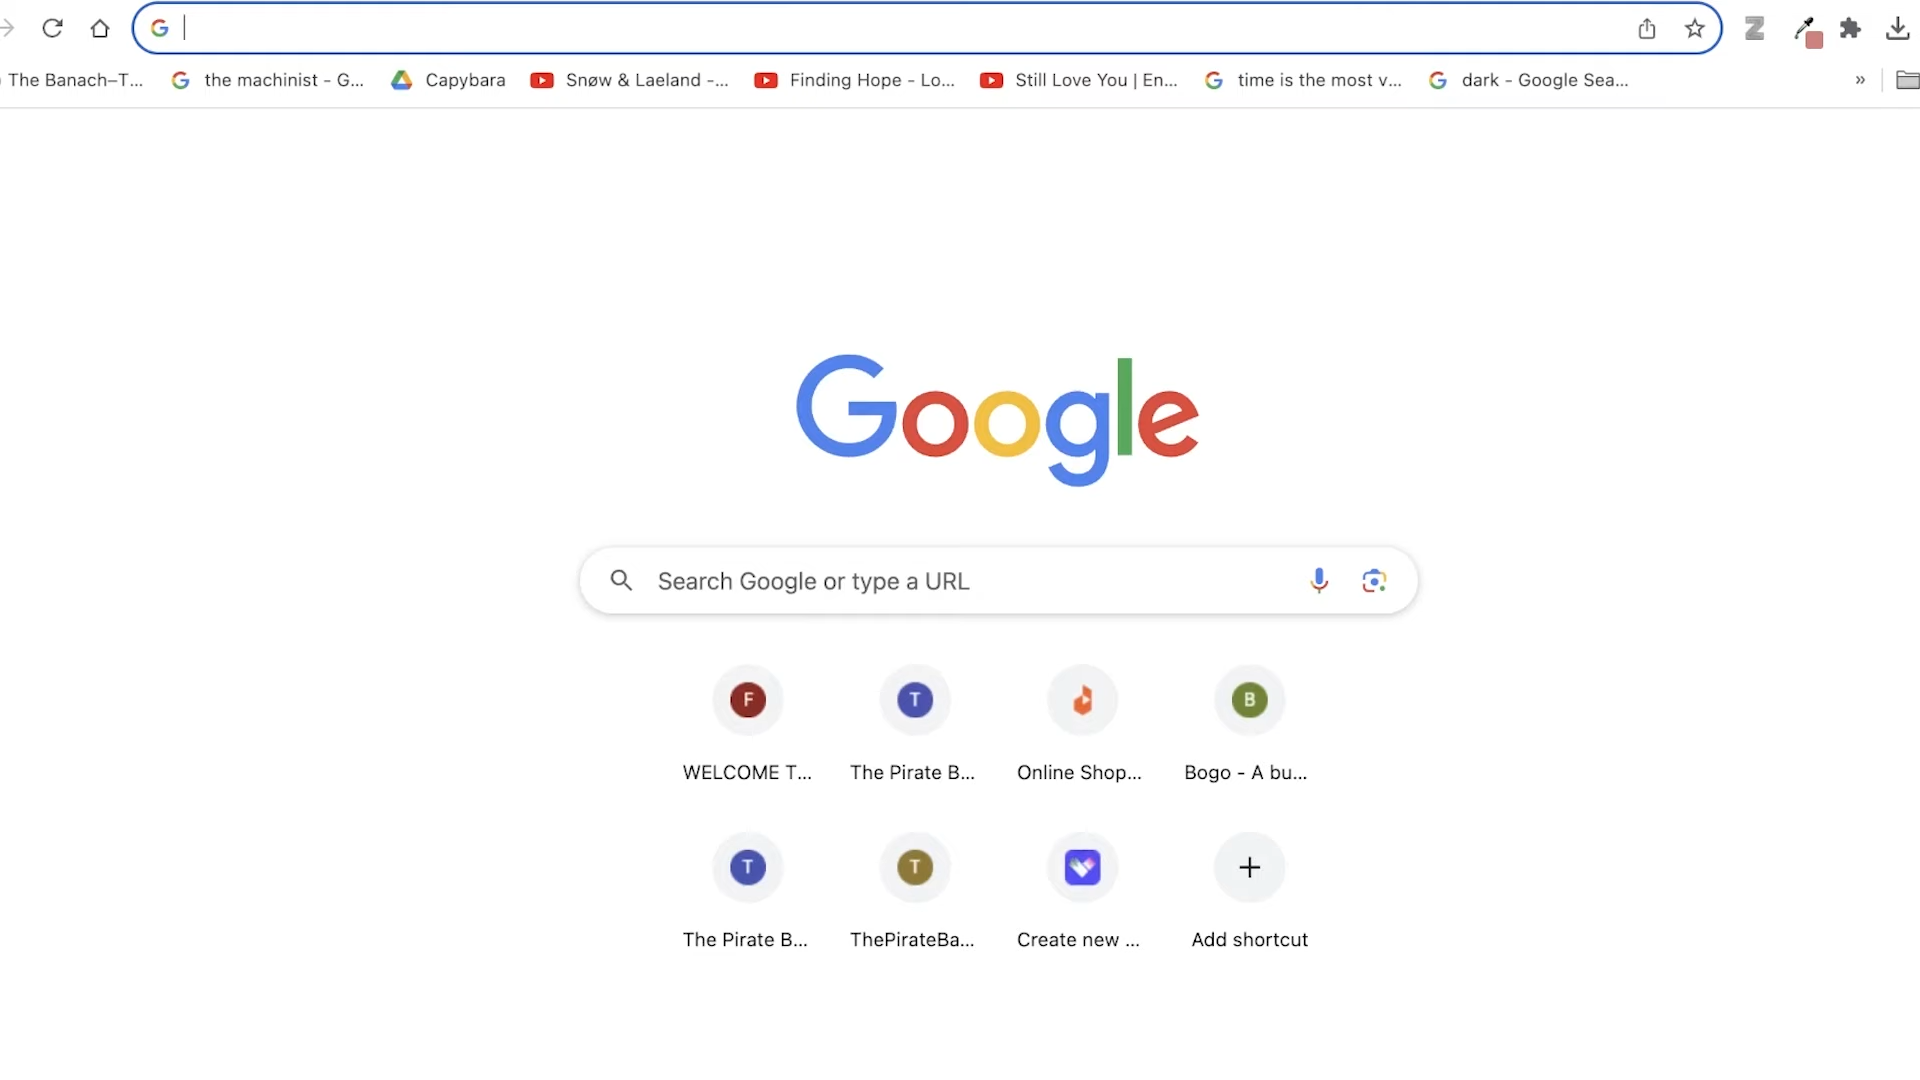 The Banach–T... the machinist - G... Capybara Snøw & Laeland -... Finding Hope - Lo... Still Love You | En... time is the most v... dark - Google Sea... »
Google
Search Google or type a URL
F T B
WELCOME T... The Pirate B... Online Shop... Bogo - A bu...
T T
The Pirate B... ThePirateBa... Create new ... Add shortcut